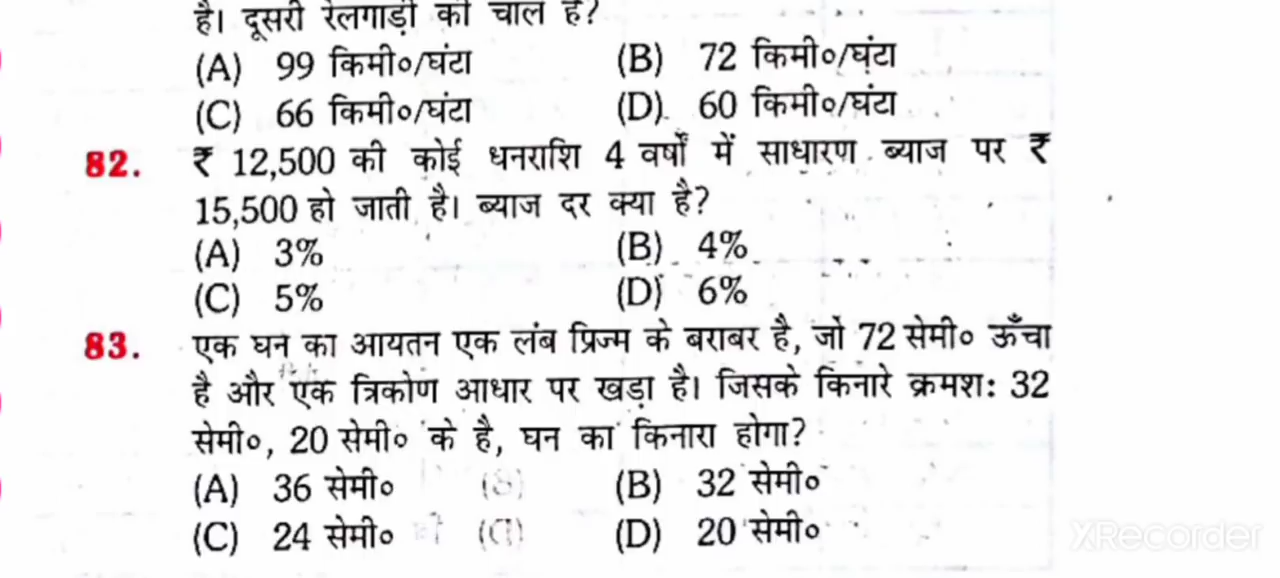 है। दूसरी रेलगाड़ी की चाल है?
(A) 99 किमी०/घंटा (B) 72 किमी०/घंटा
(C) 66 किमी०/घंटा (D) 60 किमी०/घंटा
82. ₹ 12,500 की कोई धनराशि 4 वर्षों में साधारण ब्याज पर ₹
15,500 हो जाती है। ब्याज दर क्या है?
(A) 3% (B) 4%
(C) 5% (D) 6%
83. एक घन का आयतन एक लंब प्रिज्म के बराबर है, जो 72 सेमी० ऊँचा
है और एक त्रिकोण आधार पर खड़ा है। जिसके किनारे क्रमश: 32
सेमी०, 20 सेमी० के है, घन का किनारा होगा?
(A) 36 सेमी० (B) 32 सेमी०
(C) 24 सेमी० (D) 20 सेमी०
XRecorder